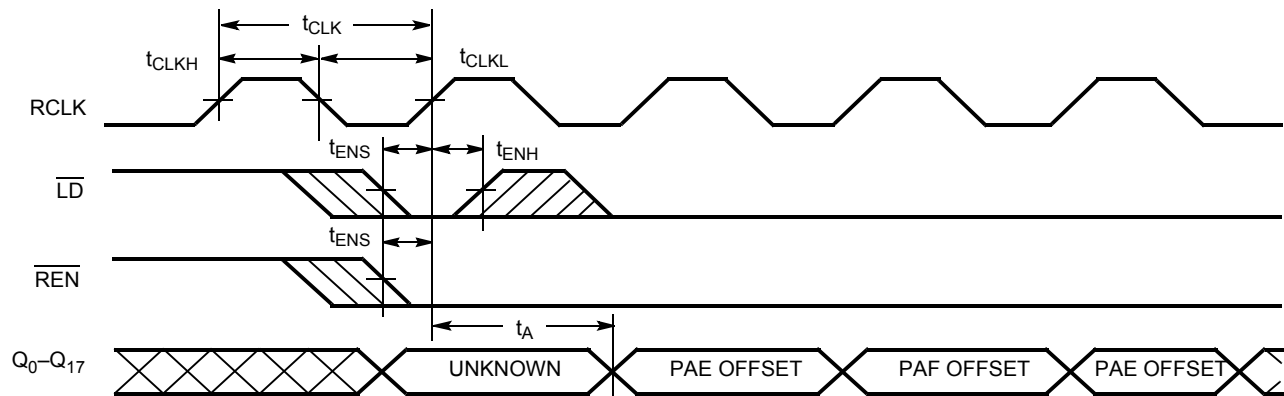 tCLK
tCLKH
tCLKL
RCLK
tENS
tENH
LD
tENS
REN
tA
Q0–Q17
UNKNOWN
PAE OFFSET
PAF OFFSET
PAE OFFSET